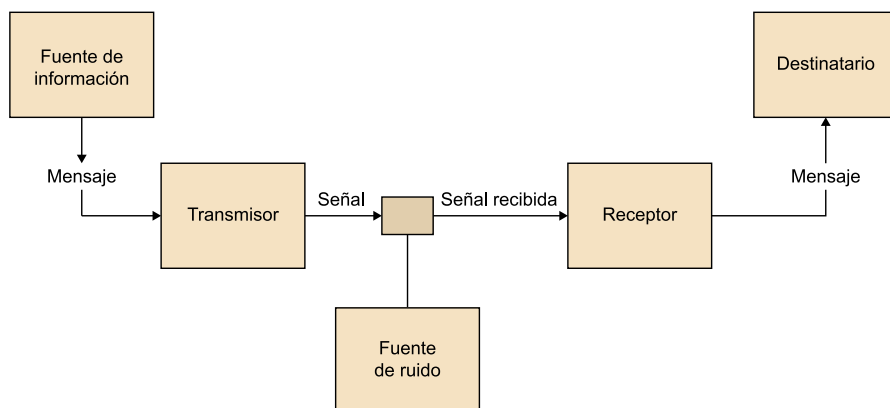 Fuente de
información
Destinatario
Mensaje
Mensaje
Transmisor
Señal
Señal recibida
Receptor
Fuente
de ruido